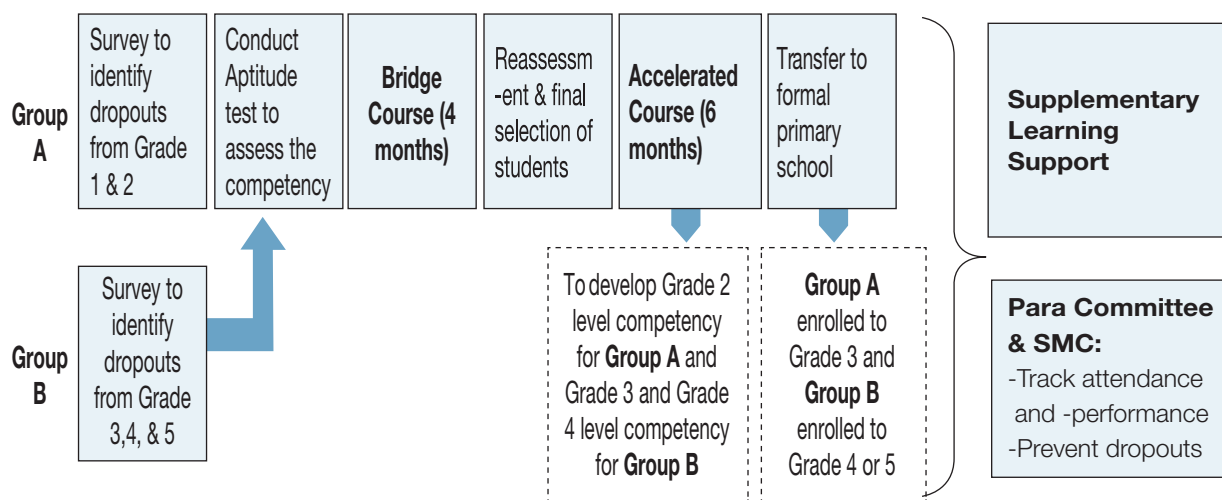 Group
A
Survey to
identify
dropouts
from Grade
1 & 2
Conduct
Aptitude
test to
assess the
competency
Bridge
Course (4
months)
Reassessm
-ent & final
selection of
students
Accelerated
Course (6
months)
Transfer to
formal
primary
school
Supplementary
Learning
Support
Group
B
Survey to
identify
dropouts
from Grade
3,4, & 5
To develop Grade 2
level competency
for Group A and
Grade 3 and Grade
4 level competency
for Group B
Group A
enrolled to
Grade 3 and
Group B
enrolled to
Grade 4 or 5
Para Committee
& SMC:
-Track attendance
and -performance
-Prevent dropouts